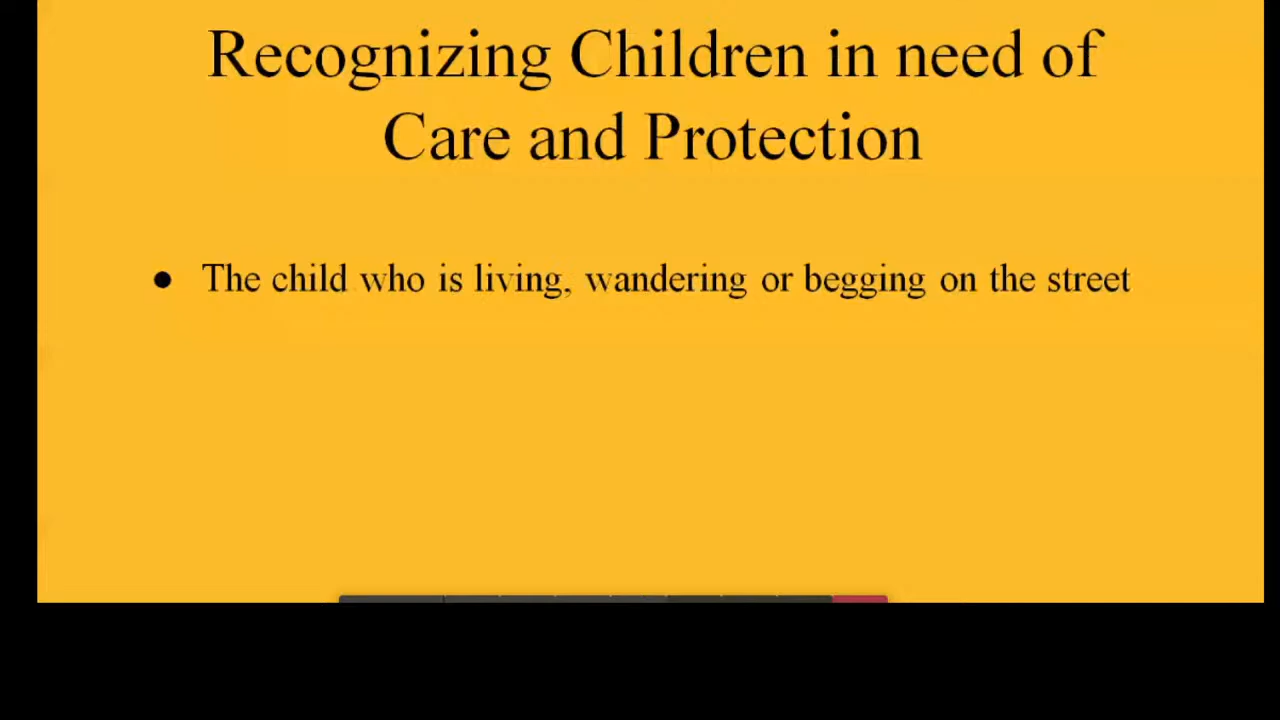 Recognizing Children in need of
Care and Protection
● The child who is living, wandering or begging on the street